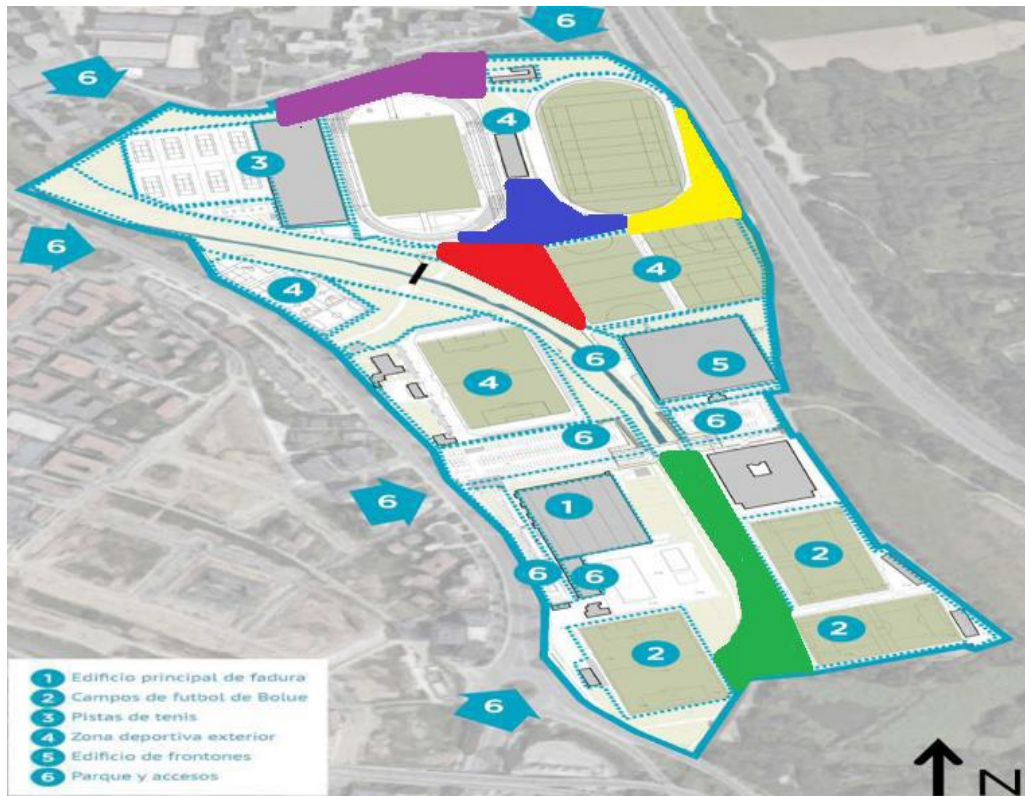 6
6
4
3
6
4
4
6
5
4
6
6
1
6
2
6
6
2
2
6
1 Edificio principal de fadura
2 Campos de futbol de Bolue
3 Pistas de tenis
4 Zona deportiva exterior
5 Edificio de frontones
6 Parque y accesos
N